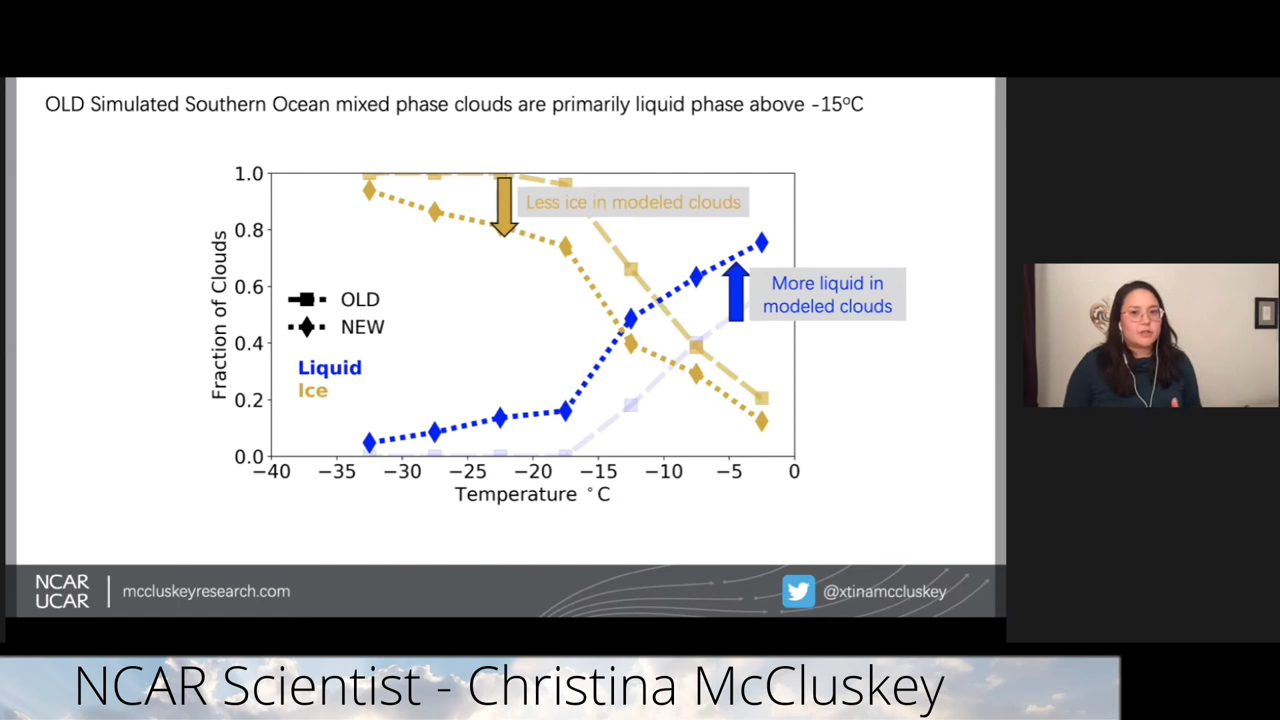 OLD Simulated Southern Ocean mixed phase clouds are primarily liquid phase above -15°C
1.0
0.8
0.6
0.4
0.2
0.0
Fraction of Clouds
Less ice in modeled clouds
More liquid in
modeled clouds
OLD
NEW
Liquid
Ice
−40 −35 −30 −25 −20 −15 −10 −5 0
Temperature °C
NCAR
UCAR
mccluskeyresearch.com
@xtinamccluskey
NCAR Scientist - Christina McCluskey